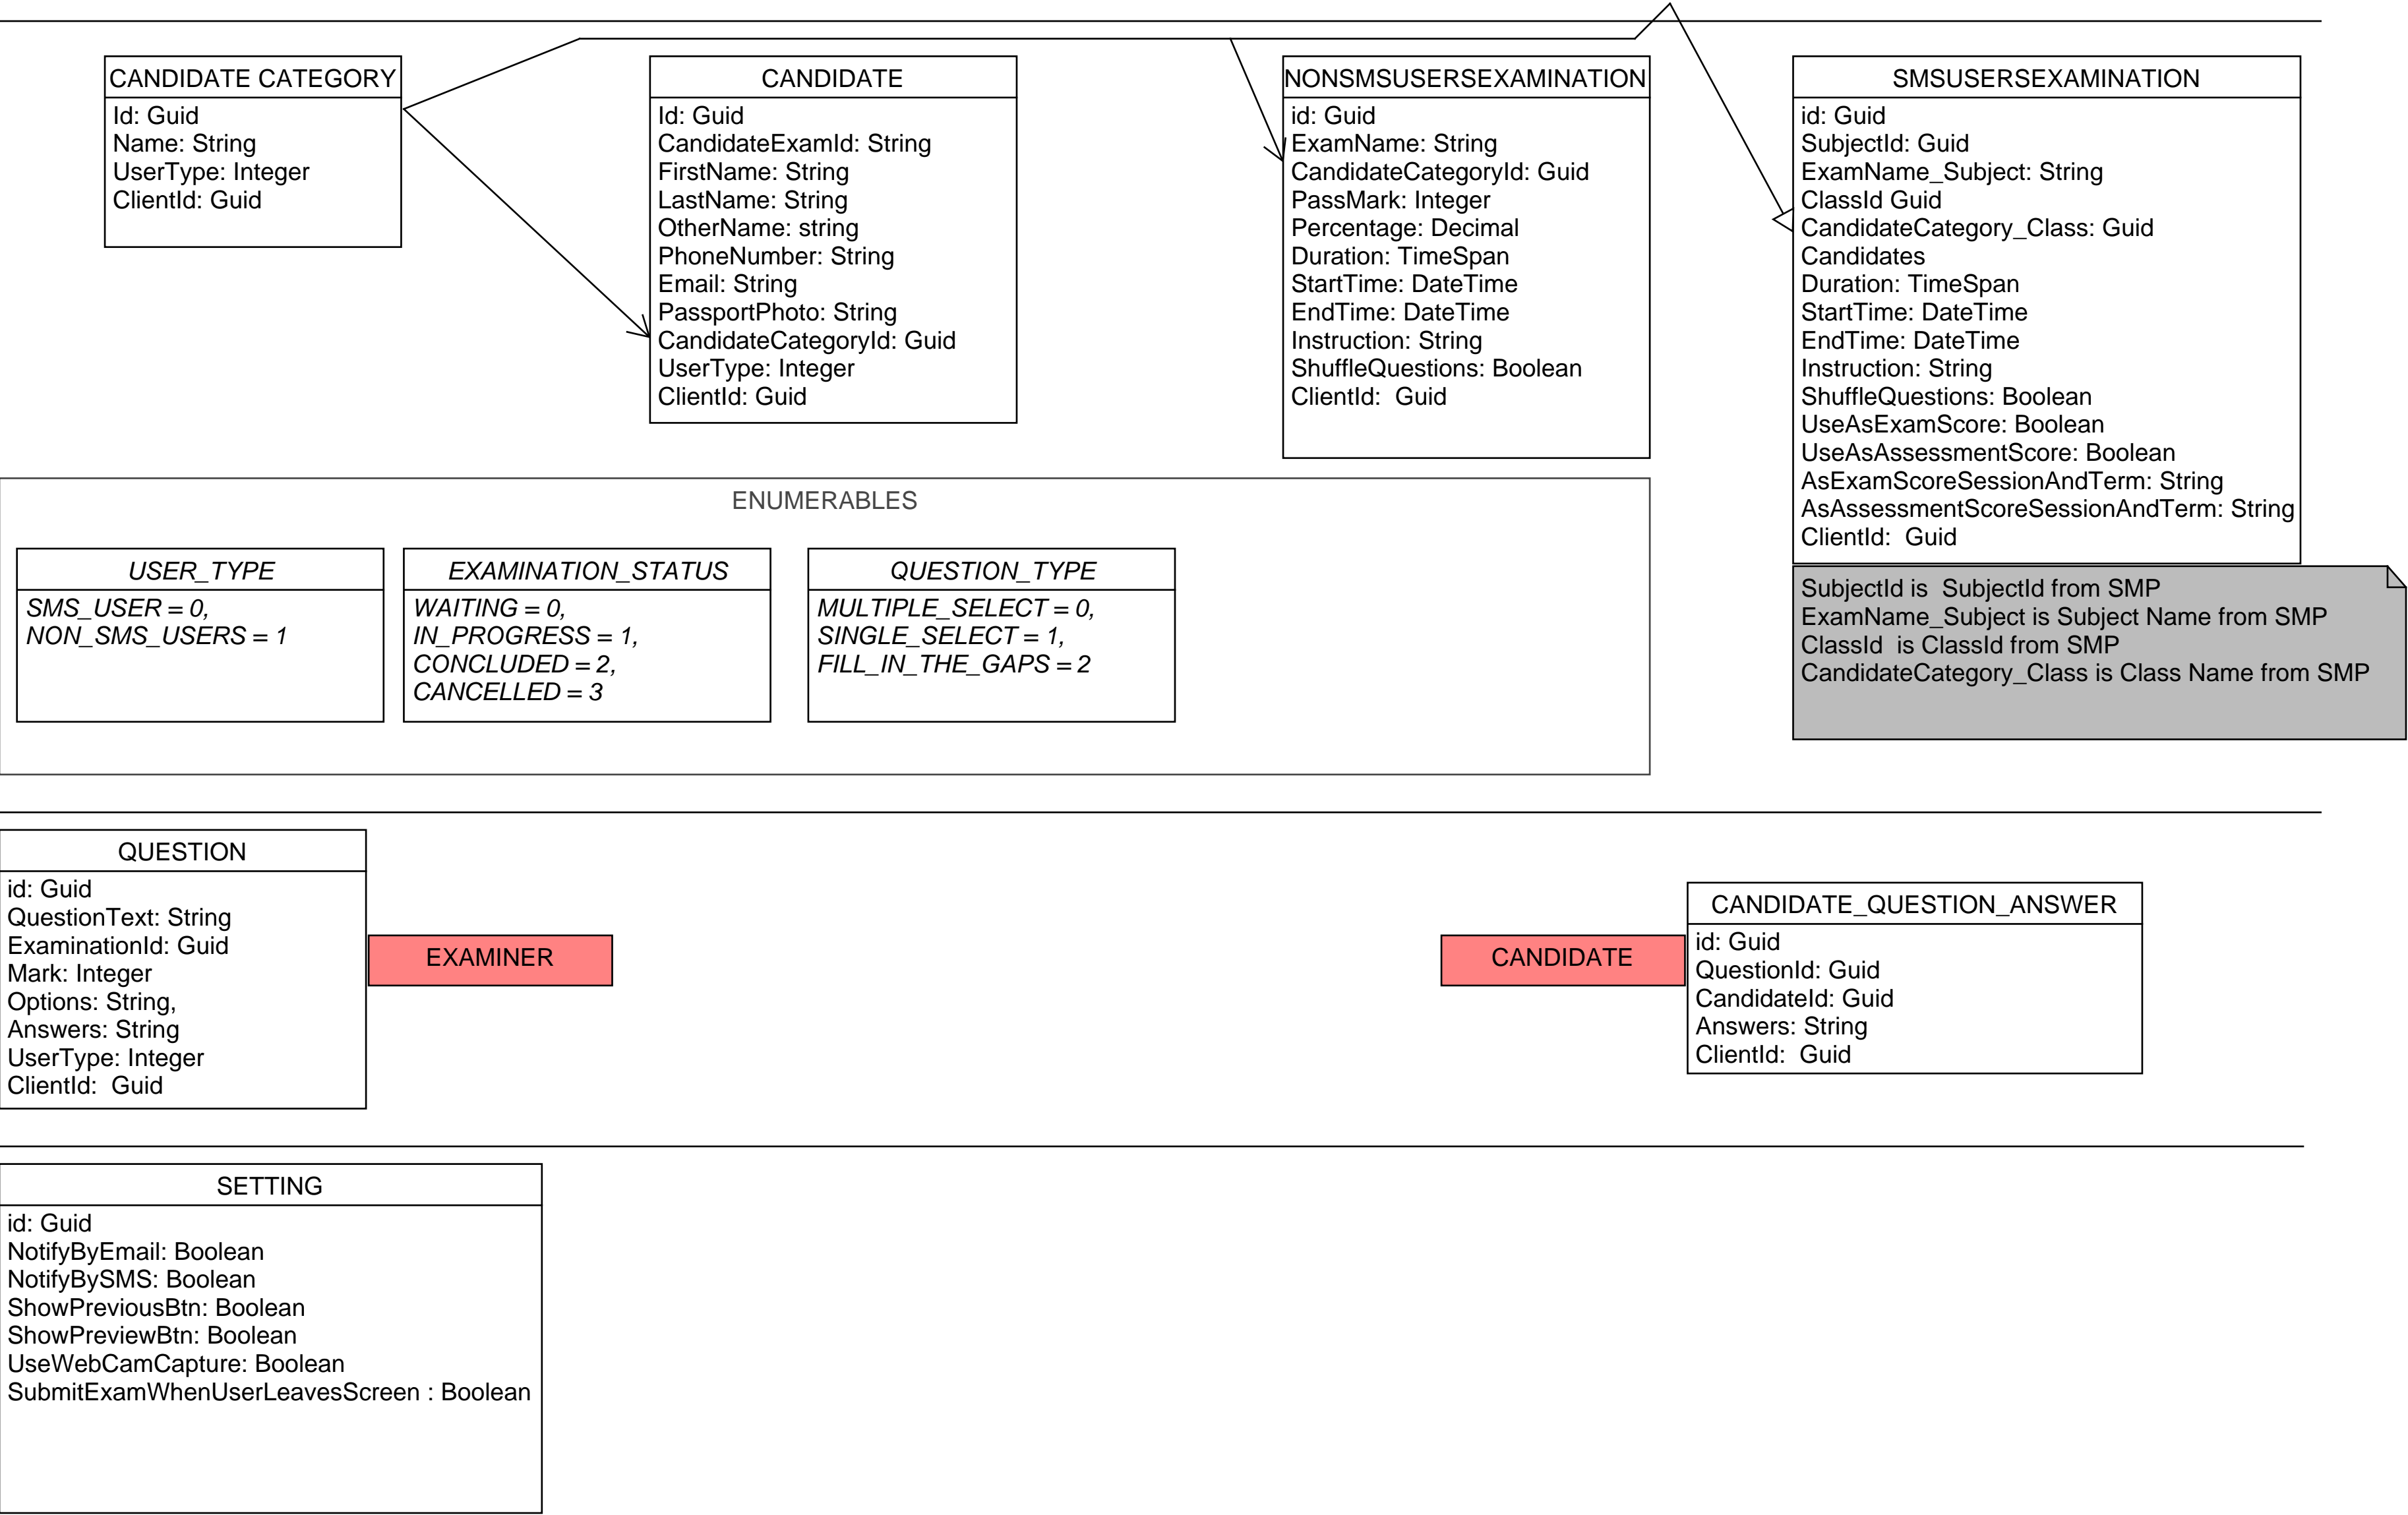 CANDIDATE CATEGORY
Id: Guid
Name: String
UserType: Integer
ClientId: Guid
CANDIDATE
Id: Guid
CandidateExamId: String
FirstName: String
LastName: String
OtherName: string
PhoneNumber: String
Email: String
PassportPhoto: String
CandidateCategoryId: Guid
UserType: Integer
ClientId: Guid
NONSMSUSERSEXAMINATION
id: Guid
ExamName: String
CandidateCategoryId: Guid
PassMark: Integer
Percentage: Decimal
Duration: TimeSpan
StartTime: DateTime
EndTime: DateTime
Instruction: String
ShuffleQuestions: Boolean
ClientId:  Guid
SMSUSERSEXAMINATION
id: Guid
SubjectId: Guid
ExamName_Subject: String
ClassId Guid
CandidateCategory_Class: Guid
Candidates
Duration: TimeSpan
StartTime: DateTime
EndTime: DateTime
Instruction: String
ShuffleQuestions: Boolean
UseAsExamScore: Boolean
UseAsAssessmentScore: Boolean
AsExamScoreSessionAndTerm: String
AsAssessmentScoreSessionAndTerm: String
ClientId:  Guid
SubjectId is  SubjectId from SMP
ExamName_Subject is Subject Name from SMP
ClassId  is ClassId from SMP
CandidateCategory_Class is Class Name from SMP
ENUMERABLES
USER_TYPE
SMS_USER = 0,
NON_SMS_USERS = 1
EXAMINATION_STATUS
WAITING = 0,
IN_PROGRESS = 1,
CONCLUDED = 2,
CANCELLED = 3
QUESTION_TYPE
MULTIPLE_SELECT = 0,
SINGLE_SELECT = 1,
FILL_IN_THE_GAPS = 2
QUESTION
id: Guid
QuestionText: String
ExaminationId: Guid
Mark: Integer
Options: String,
Answers: String
UserType: Integer
ClientId:  Guid
EXAMINER
CANDIDATE
CANDIDATE_QUESTION_ANSWER
id: Guid
QuestionId: Guid
CandidateId: Guid
Answers: String
ClientId:  Guid
SETTING
id: Guid
NotifyByEmail: Boolean
NotifyBySMS: Boolean
ShowPreviousBtn: Boolean
ShowPreviewBtn: Boolean
UseWebCamCapture: Boolean
SubmitExamWhenUserLeavesScreen : Boolean